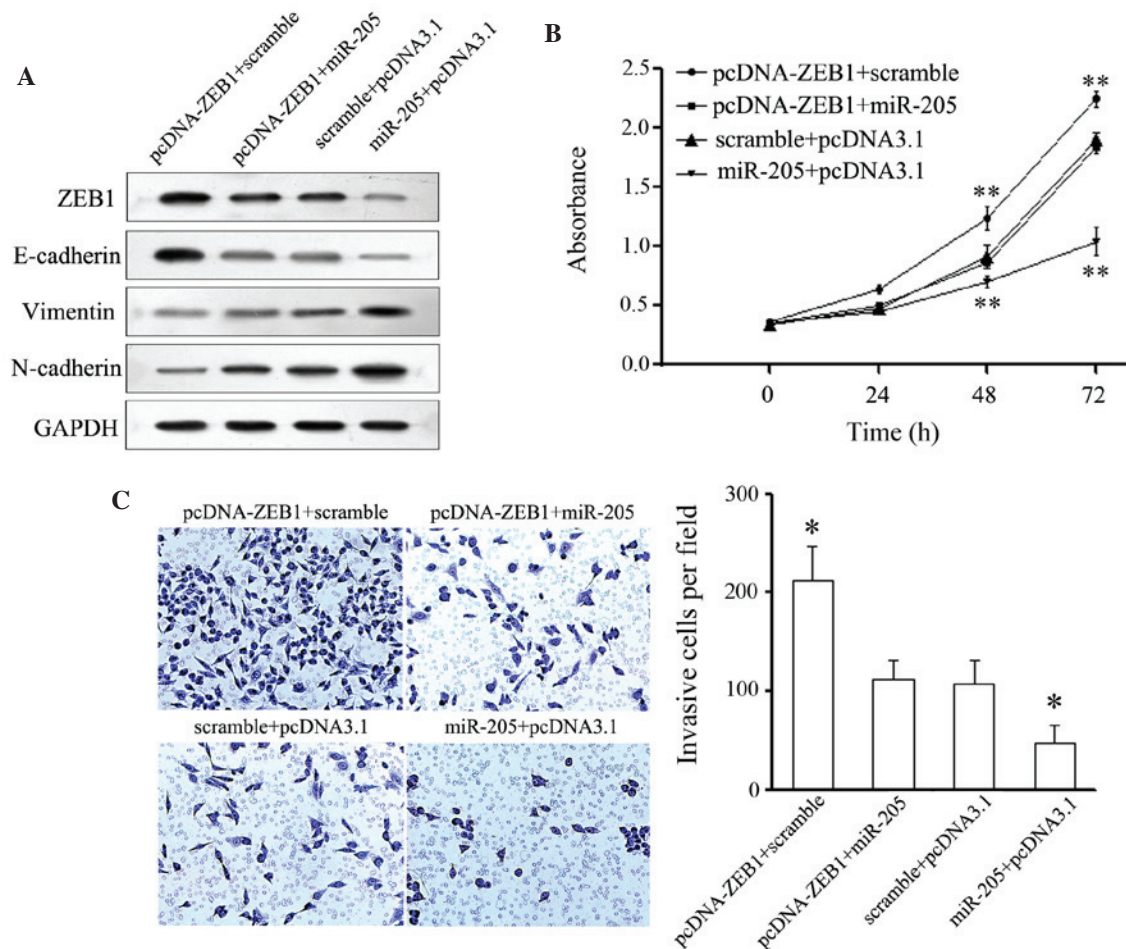 A
pcDNA-ZEB1+scramble
pcDNA-ZEB1+miR-205
scramble+pcDNA3.1
miR-205+pcDNA3.1
ZEB1
E-cadherin
Vimentin
N-cadherin
GAPDH
B
Absorbance
2.5
2.0
1.5
1.0
0.5
0.0
pcDNA-ZEB1+scramble
pcDNA-ZEB1+miR-205
scramble+pcDNA3.1
miR-205+pcDNA3.1
**
**
**
**
0 24 48 72
Time (h)
C
pcDNA-ZEB1+scramble pcDNA-ZEB1+miR-205
scramble+pcDNA3.1 miR-205+pcDNA3.1
Invasive cells per field
300
200
100
0
*
*
pcDNA-ZEB1+scramble
pcDNA-ZEB1+miR-205
scramble+pcDNA3.1
miR-205+pcDNA3.1